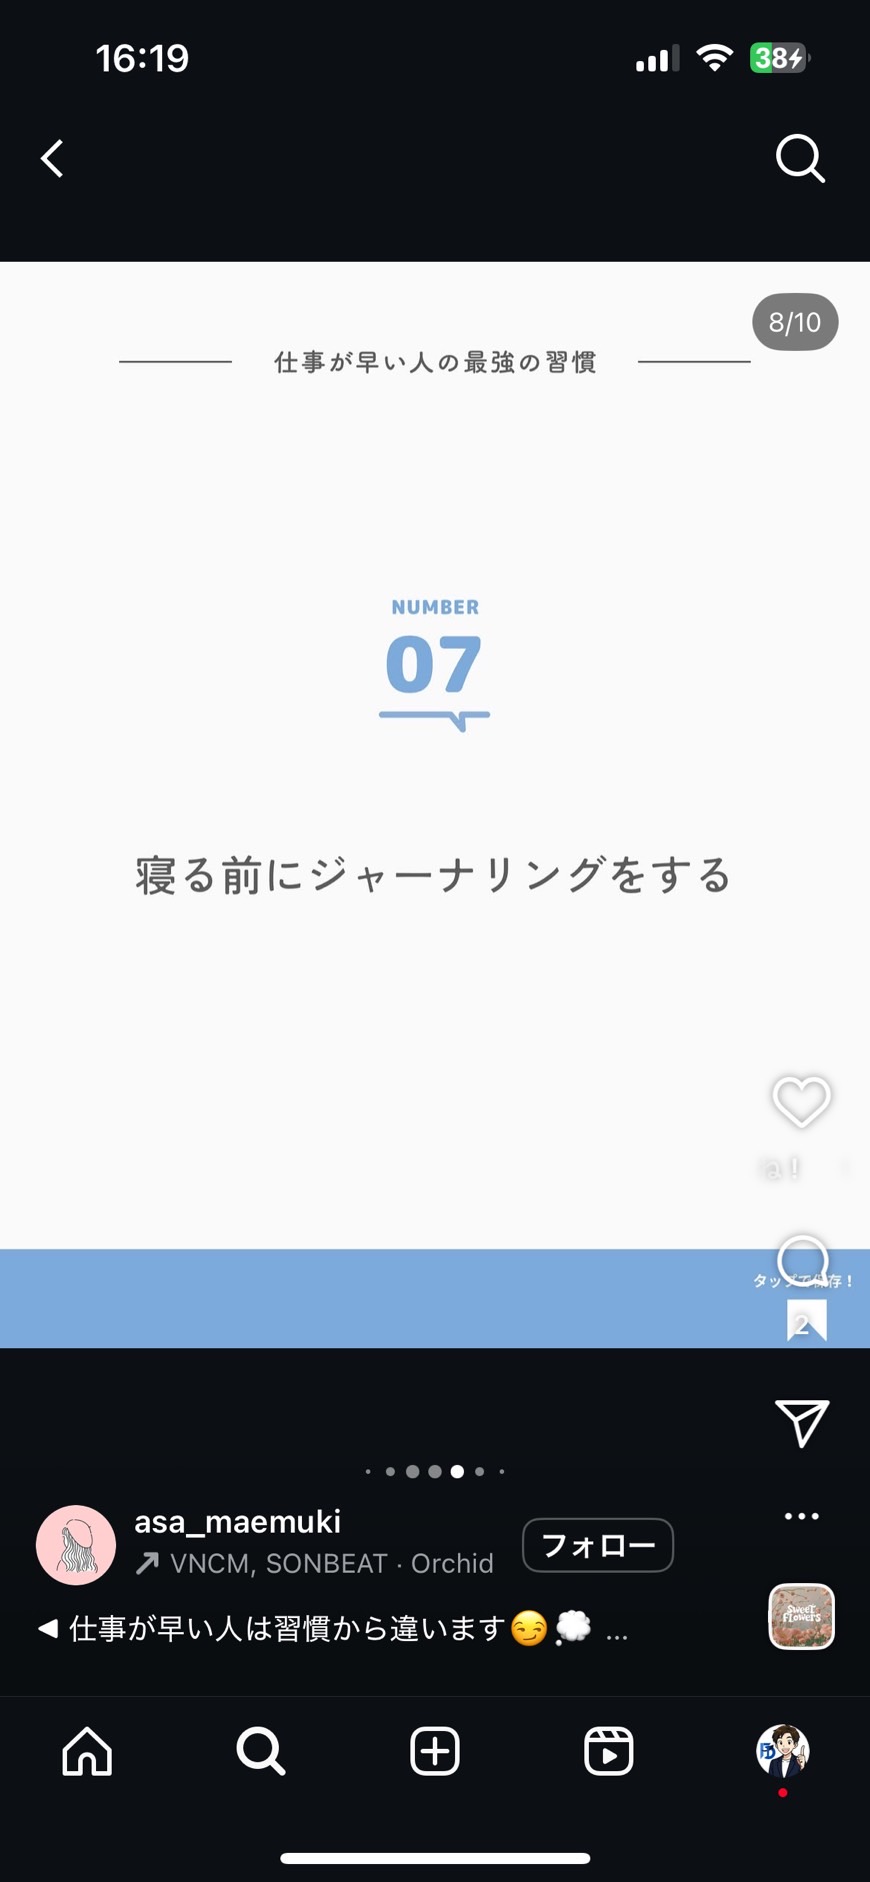 16:19
38
8/10
仕事が早い人の最強の習慣
NUMBER
07
寝る前にジャーナリングをする
ね！
タップで保存！
2
asa_maemuki
VNCM, SONBEAT · Orchid
フォロー
仕事が早い人は習慣から違います😏💭 ...
SWEET
FLOWERS